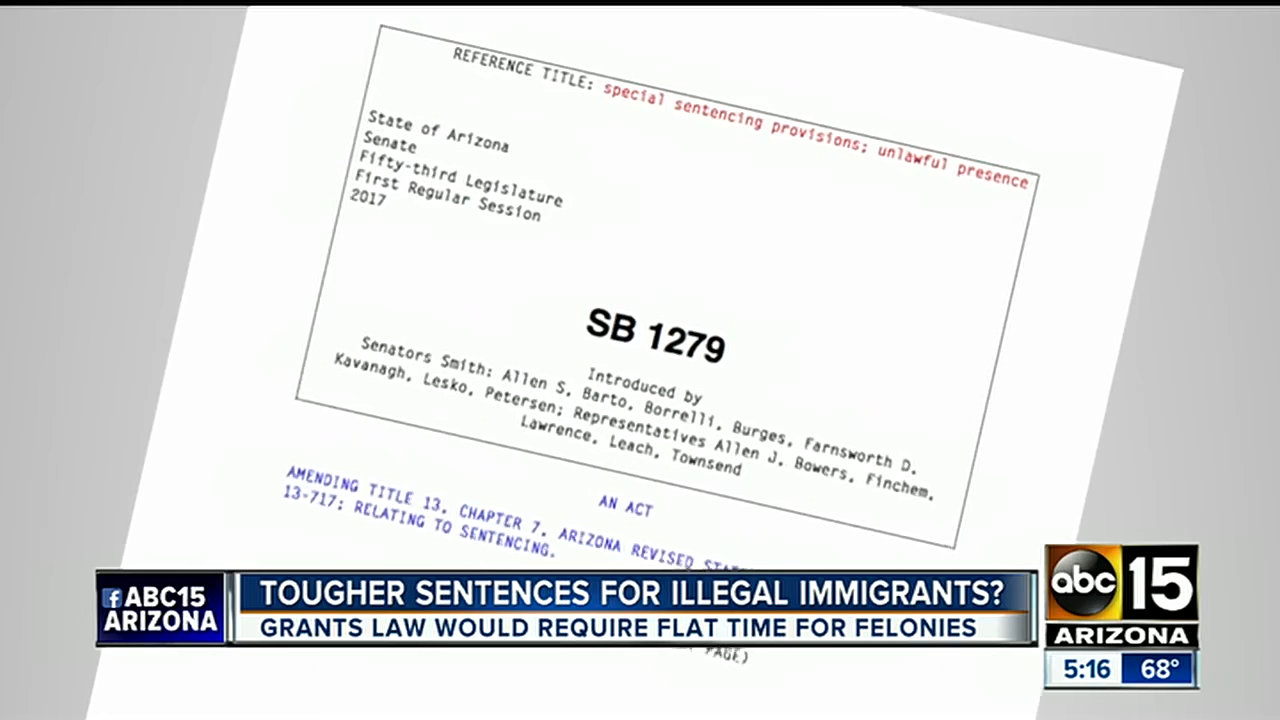 REFERENCE TITLE: special sentencing provisions; unlawful presence
State of Arizona
Senate
Fifty-third Legislature
First Regular Session
2017
SB 1279
Introduced by
Senators Smith: Allen S, Barto, Borrelli, Burges, Farnsworth D,
Kavanagh, Lesko, Petersen; Representatives Allen J, Bowers, Finchem,
Lawrence, Leach, Townsend
AN ACT
AMENDING TITLE 13, CHAPTER 7, ARIZONA REVISED
13-717; RELATING TO SENTENCING.
PAGE)
f ABC15
ARIZONA
TOUGHER SENTENCES FOR ILLEGAL IMMIGRANTS?
GRANTS LAW WOULD REQUIRE FLAT TIME FOR FELONIES
abc 15
ARIZONA
5:16 68°